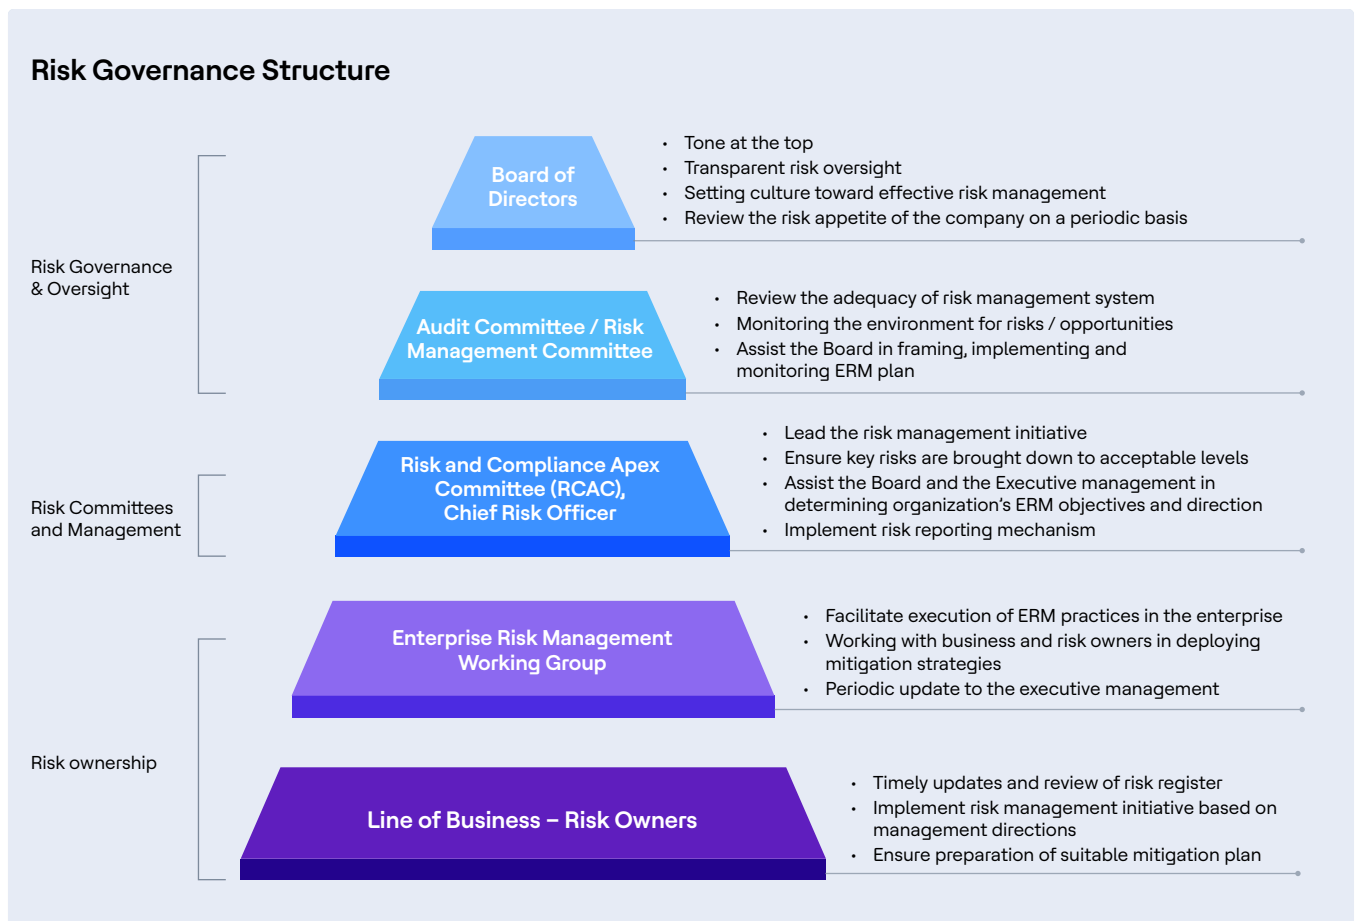 Risk Governance Structure
Risk Governance
& Oversight
Board of
Directors
• Tone at the top
• Transparent risk oversight
• Setting culture toward effective risk management
• Review the risk appetite of the company on a periodic basis
Audit Committee / Risk
Management Committee
• Review the adequacy of risk management system
• Monitoring the environment for risks / opportunities
• Assist the Board in framing, implementing and
monitoring ERM plan
Risk Committees
and Management
Risk and Compliance Apex
Committee (RCAC),
Chief Risk Officer
• Lead the risk management initiative
• Ensure key risks are brought down to acceptable levels
• Assist the Board and the Executive management in
determining organization’s ERM objectives and direction
• Implement risk reporting mechanism
Risk ownership
Enterprise Risk Management
Working Group
• Facilitate execution of ERM practices in the enterprise
• Working with business and risk owners in deploying
mitigation strategies
• Periodic update to the executive management
Line of Business – Risk Owners
• Timely updates and review of risk register
• Implement risk management initiative based on
management directions
• Ensure preparation of suitable mitigation plan